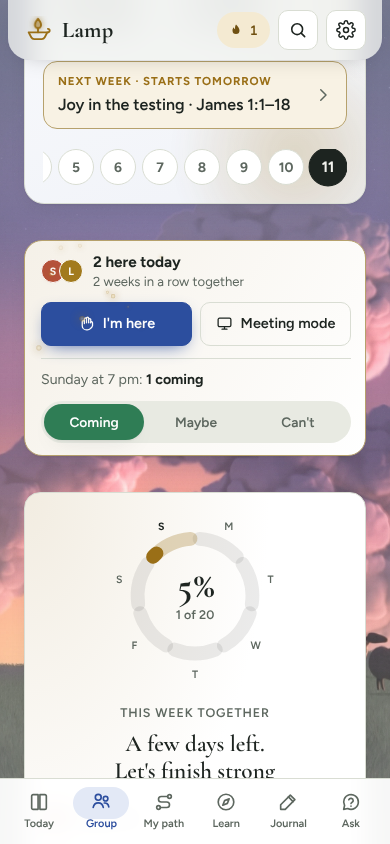 Lamp
1
NEXT WEEK · STARTS TOMORROW
Joy in the testing · James 1:1–18
5 6 7 8 9 10 11
S L
2 here today
2 weeks in a row together
I'm here
Meeting mode
Sunday at 7 pm: 1 coming
Coming Maybe Can't
S M
S T
5%
1 of 20
F W
T
THIS WEEK TOGETHER
A few days left.
Let's finish strong
Today Group My path Learn Journal Ask